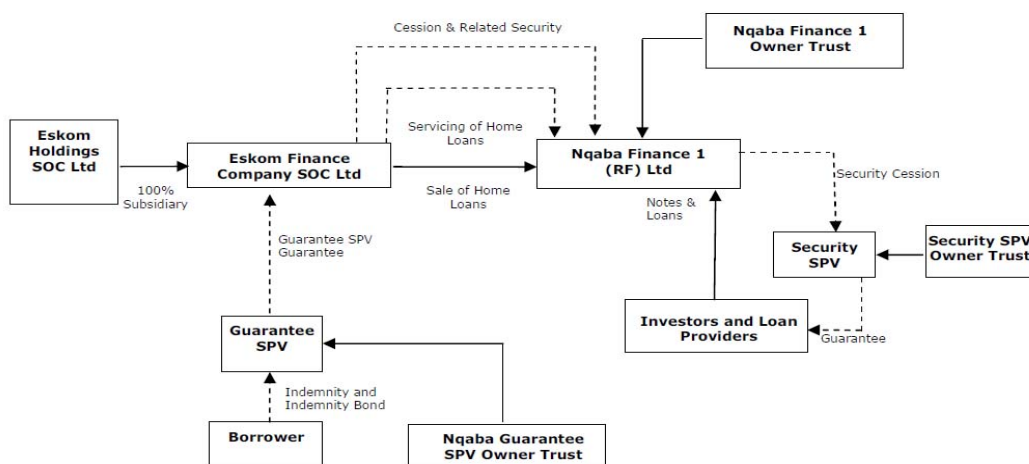 Cession & Related Security
Nqaba Finance 1
Owner Trust
Eskom
Holdings
SOC Ltd
100%
Subsidiary
Eskom Finance
Company SOC Ltd
Servicing of Home
Loans
Sale of Home
Loans
Nqaba Finance 1
(RF) Ltd
Security Cession
Notes &
Loans
Guarantee SPV
Guarantee
Security
SPV
Security SPV
Owner Trust
Investors and Loan
Providers
Guarantee
Guarantee
SPV
Indemnity and
Indemnity Bond
Borrower
Nqaba Guarantee
SPV Owner Trust